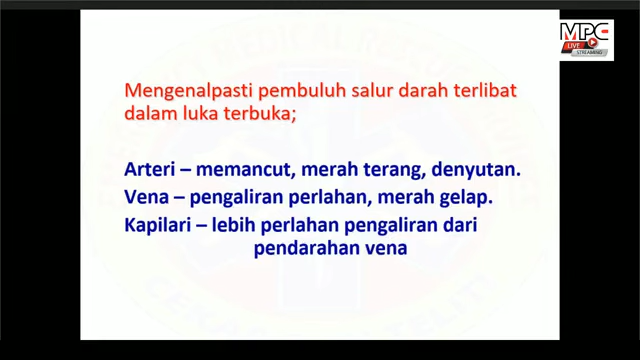 MPC
LIVE
STREAMING
Mengenalpasti pembuluh salur darah terlibat
dalam luka terbuka;
Arteri – memancut, merah terang, denyutan.
Vena – pengaliran perlahan, merah gelap.
Kapilari – lebih perlahan pengaliran dari
pendarahan vena